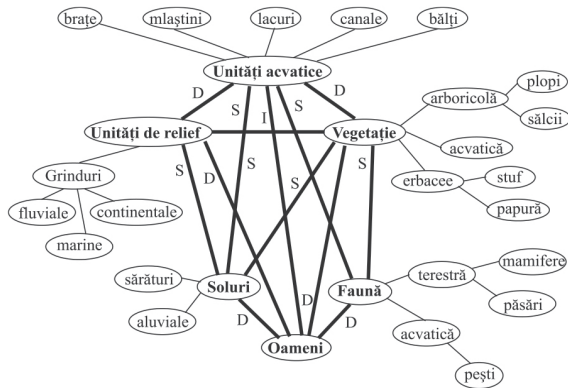 brațe
mlaștini
lacuri
canale
bălți
Unități acvatice
D
S
I
S
D
Unități de relief
Vegetație
arboricolă
plopi
sălcii
acvatică
erbacee
stuf
papură
Grinduri
fluviale
continentale
marine
S
D
S
S
sărături
Soluri
aluviale
D
D
D
Oameni
Faună
terestră
mamifere
păsări
acvatică
pești